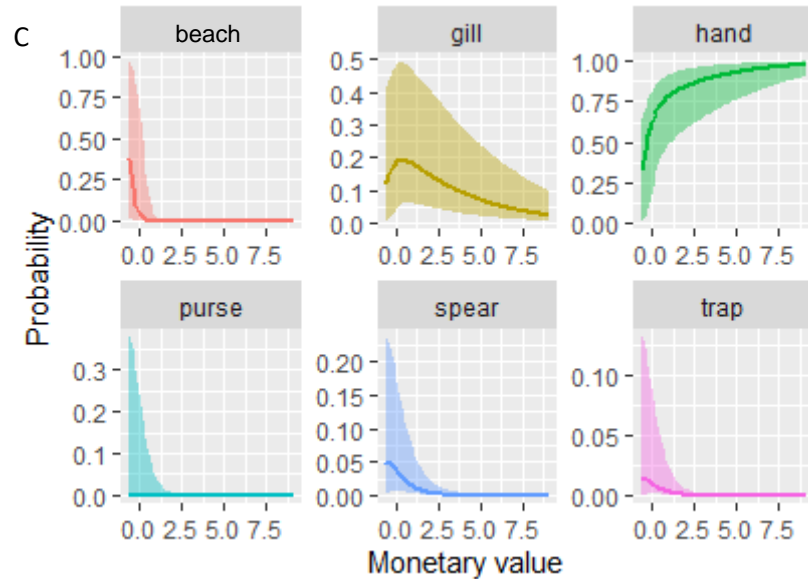 C
beach gill hand
1.00 0.75 0.50 0.25 0.00
0.5 0.4 0.3 0.2 0.1 0.0
1.00 0.75 0.50 0.25 0.00
0.0 2.5 5.0 7.5 0.0 2.5 5.0 7.5 0.0 2.5 5.0 7.5
Probability
purse spear trap
0.3 0.2 0.1 0.0
0.20 0.15 0.10 0.05 0.00
0.10 0.05 0.00
0.0 2.5 5.0 7.5 0.0 2.5 5.0 7.5 0.0 2.5 5.0 7.5
Monetary value